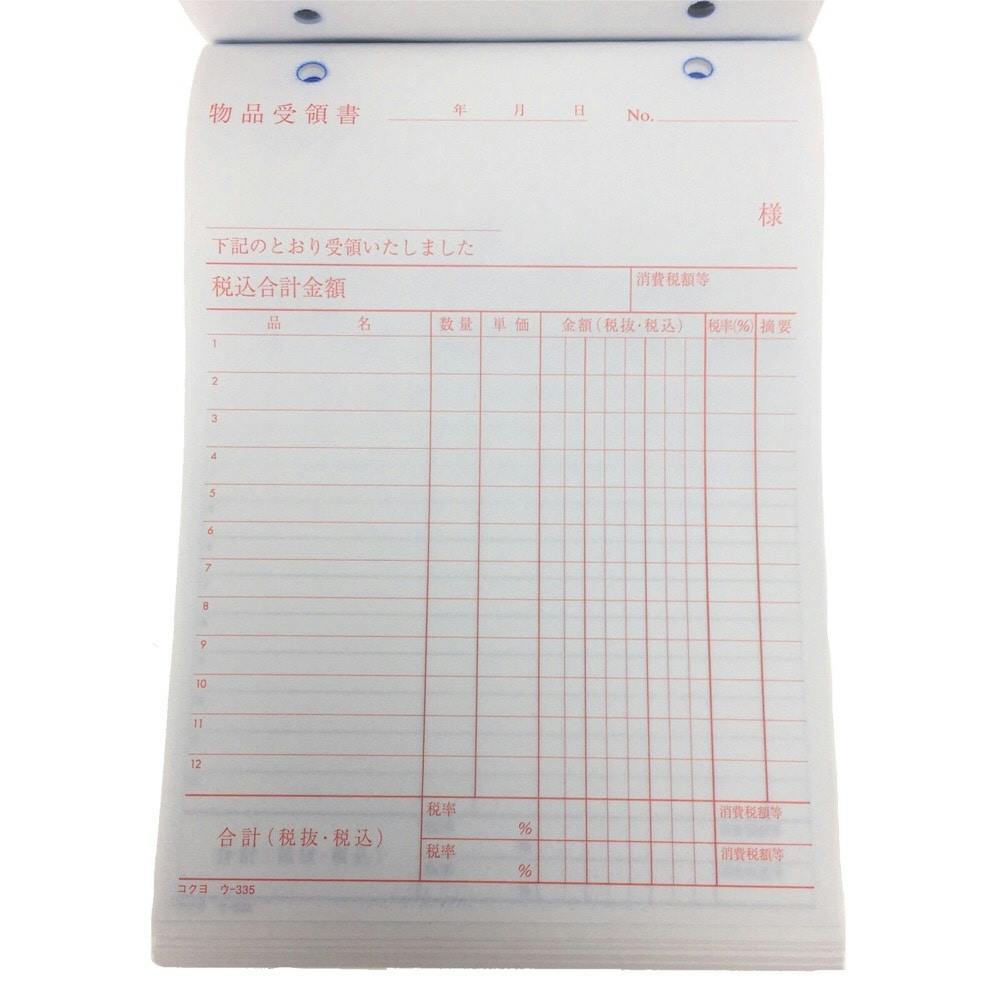 物品受領書 年 月 日 No.
様
下記のとおり受領いたしました
税込合計金額 消費税額等
品 名 数量 単価 金額(税抜・税込) 税率(%) 摘要
1
2
3
4
5
6
7
8
9
10
11
12
合計(税抜・税込) 税率 % 消費税額等
税率 % 消費税額等
コクヨ ウ-335